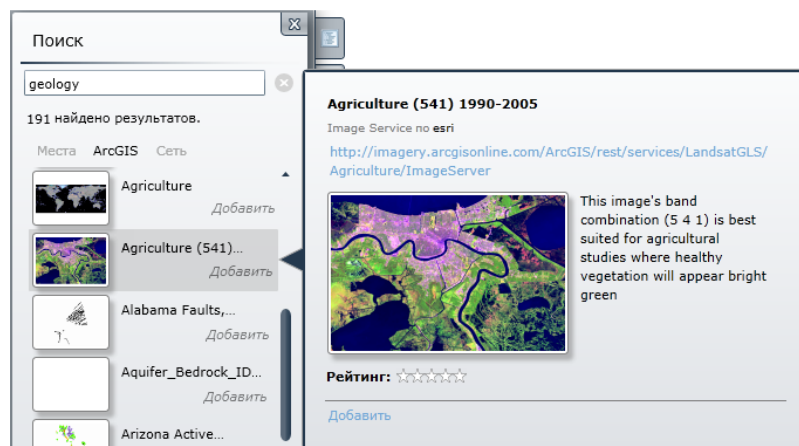 Поиск
geology
191 найдено результатов.
Места ArcGIS Сеть
Agriculture
Добавить
Agriculture (541)...
Добавить
Alabama Faults,...
Добавить
Aquifer_Bedrock_ID...
Добавить
Arizona Active...
Agriculture (541) 1990-2005
Image Service по esri
http://imagery.arcgisonline.com/ArcGIS/rest/services/LandsatGLS/
Agriculture/ImageServer
This image's band
combination (5 4 1) is best
suited for agricultural
studies where healthy
vegetation will appear bright
green
Рейтинг:
Добавить